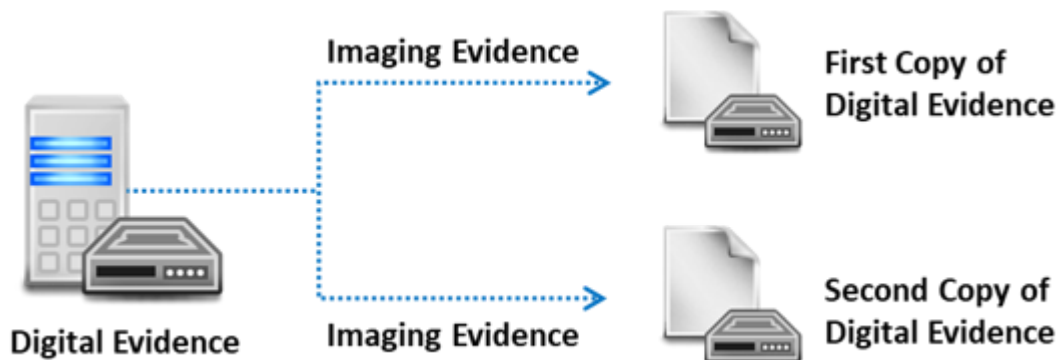 Imaging Evidence
First Copy of
Digital Evidence
Digital Evidence
Imaging Evidence
Second Copy of
Digital Evidence